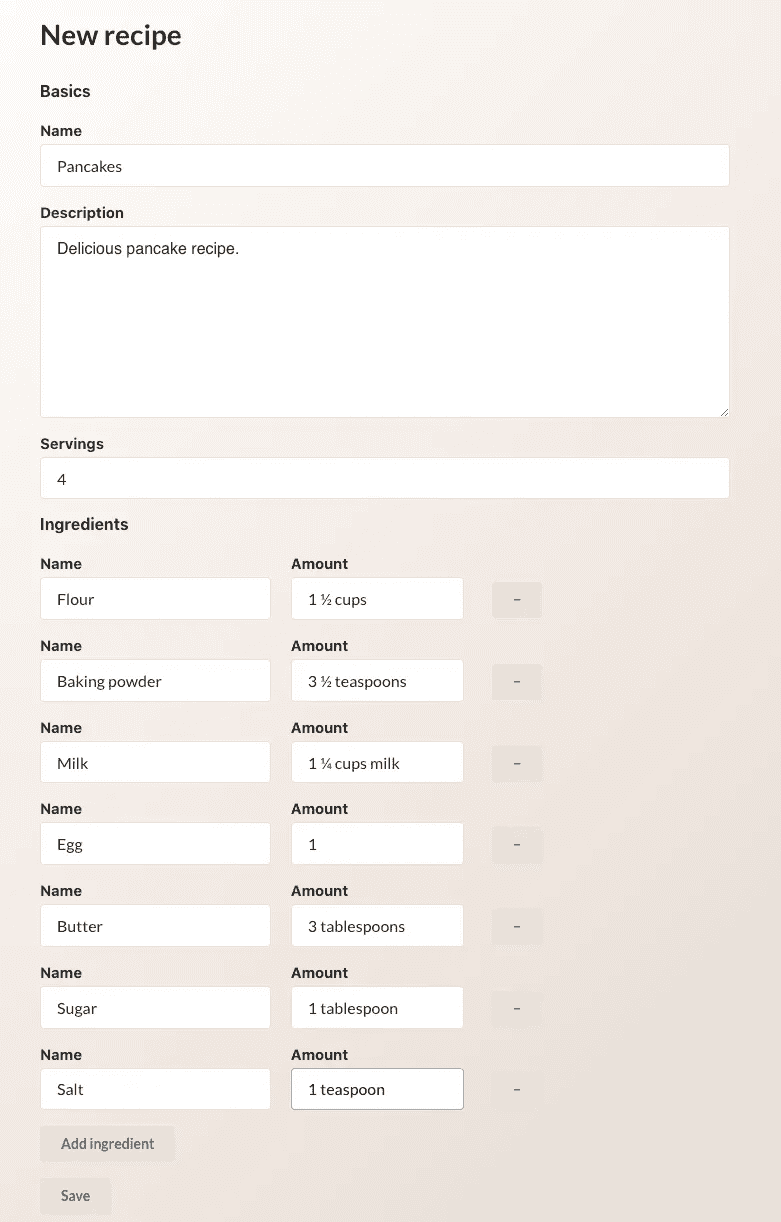 New recipe
Basics
Name
Pancakes
Description
Delicious pancake recipe.
Servings
4
Ingredients
Name Amount
Flour 1 ½ cups –
Name Amount
Baking powder 3 ½ teaspoons –
Name Amount
Milk 1 ¼ cups milk –
Name Amount
Egg 1 –
Name Amount
Butter 3 tablespoons –
Name Amount
Sugar 1 tablespoon –
Name Amount
Salt 1 teaspoon –
Add ingredient
Save